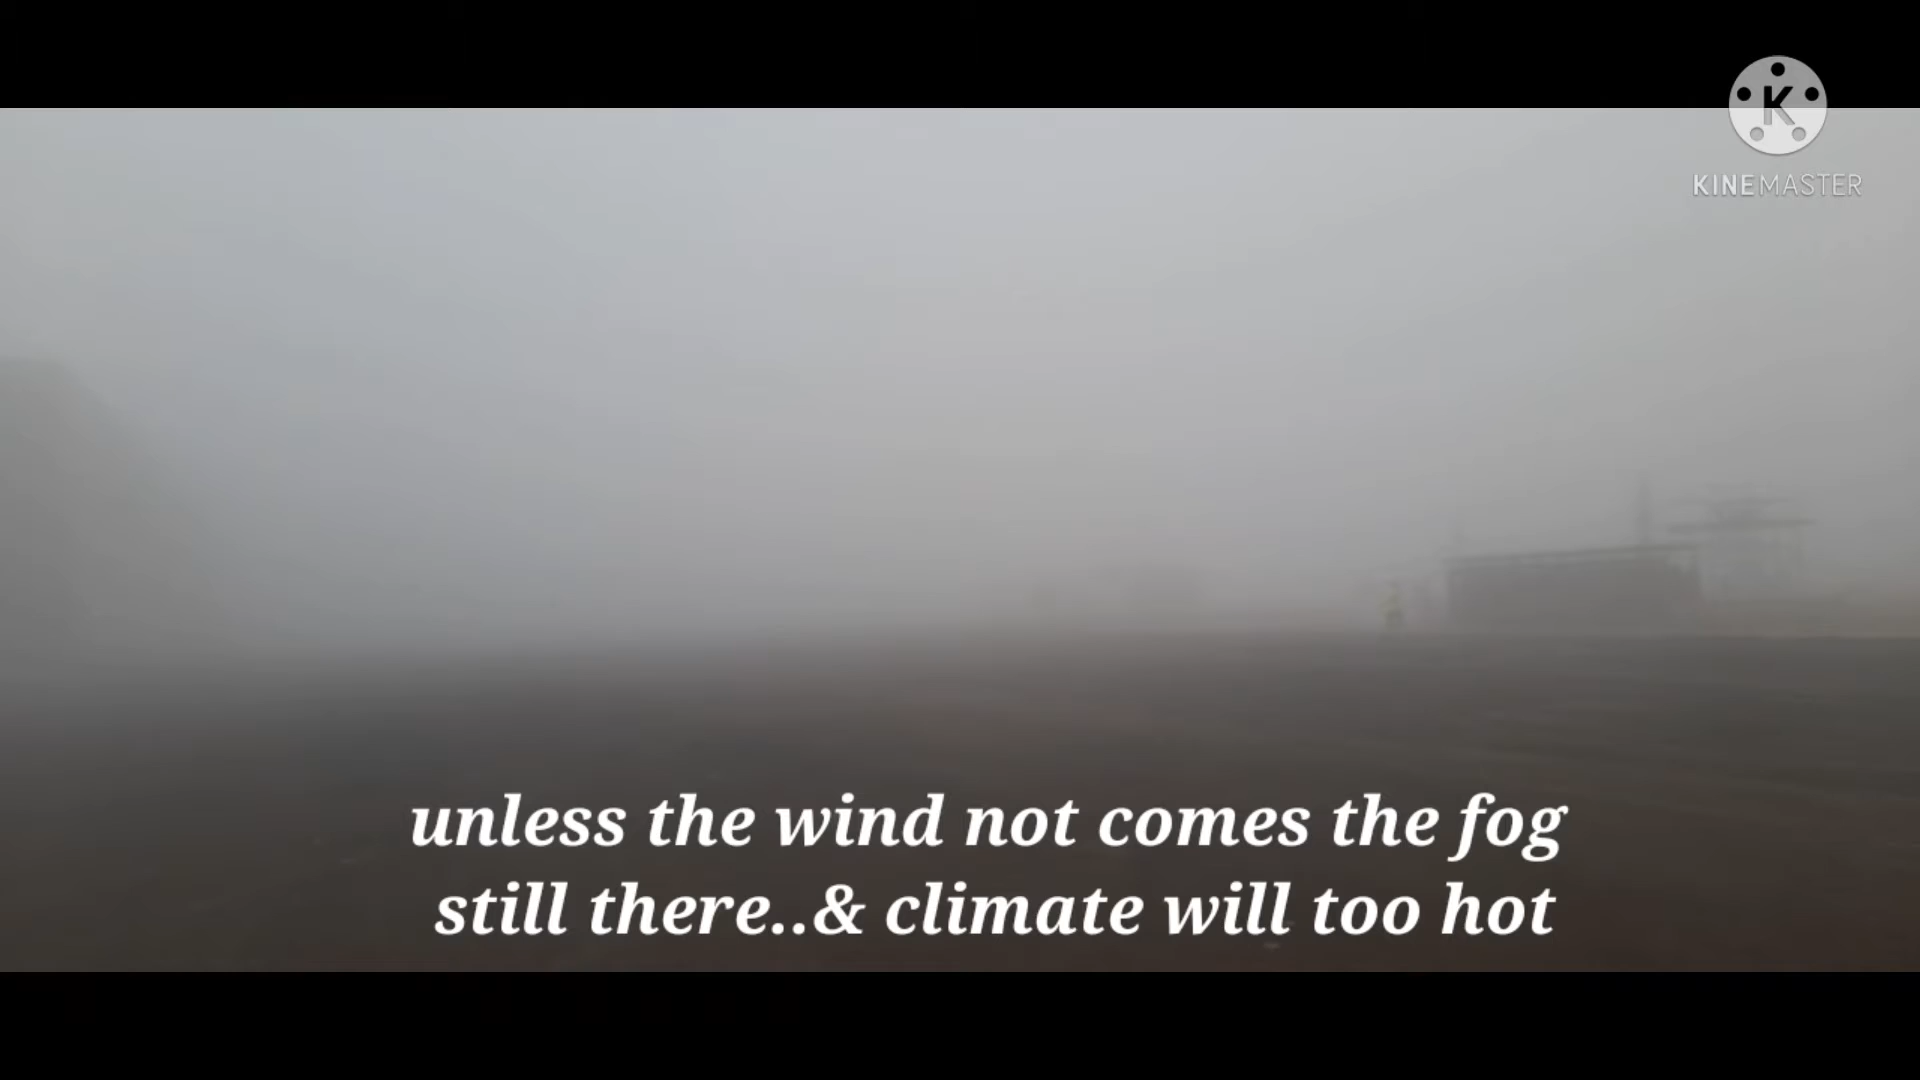 K
KINEMASTER
unless the wind not comes the fog
still there..& climate will too hot